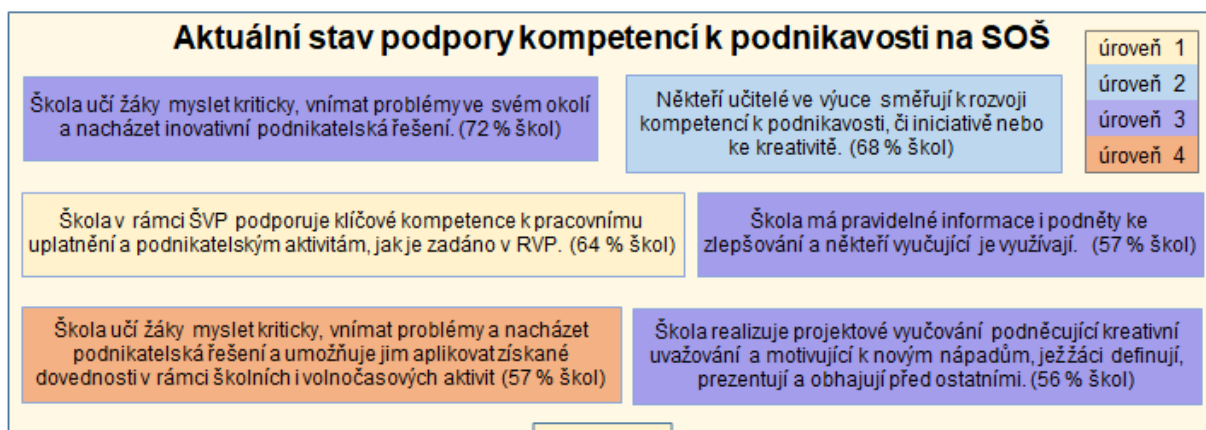 Aktuální stav podpory kompetencí k podnikavosti na SOŠ
úroveň 1
úroveň 2
úroveň 3
úroveň 4
Škola učí žáky myslet kriticky, vnímat problémy ve svém okolí
a nacházet inovativní podnikatelská řešení. (72 % škol)
Někteří učitelé ve výuce směřují k rozvoji
kompetencí k podnikavosti, či iniciativě nebo
ke kreativitě. (68 % škol)
Škola v rámci ŠVP podporuje klíčové kompetence k pracovnímu
uplatnění a podnikatelským aktivitám, jak je zadáno v RVP. (64 % škol)
Škola má pravidelné informace i podněty ke
zlepšování a někteří vyučující je využívají. (57 % škol)
Škola učí žáky myslet kriticky, vnímat problémy a nacházet
podnikatelská řešení a umožňuje jim aplikovat získané
dovednosti v rámci školních i volnočasových aktivit (57 % škol)
Škola realizuje projektové vyučování podněcující kreativní
uvažování a motivující k novým nápadům, jež žáci definují,
prezentují a obhajují před ostatními. (56 % škol)